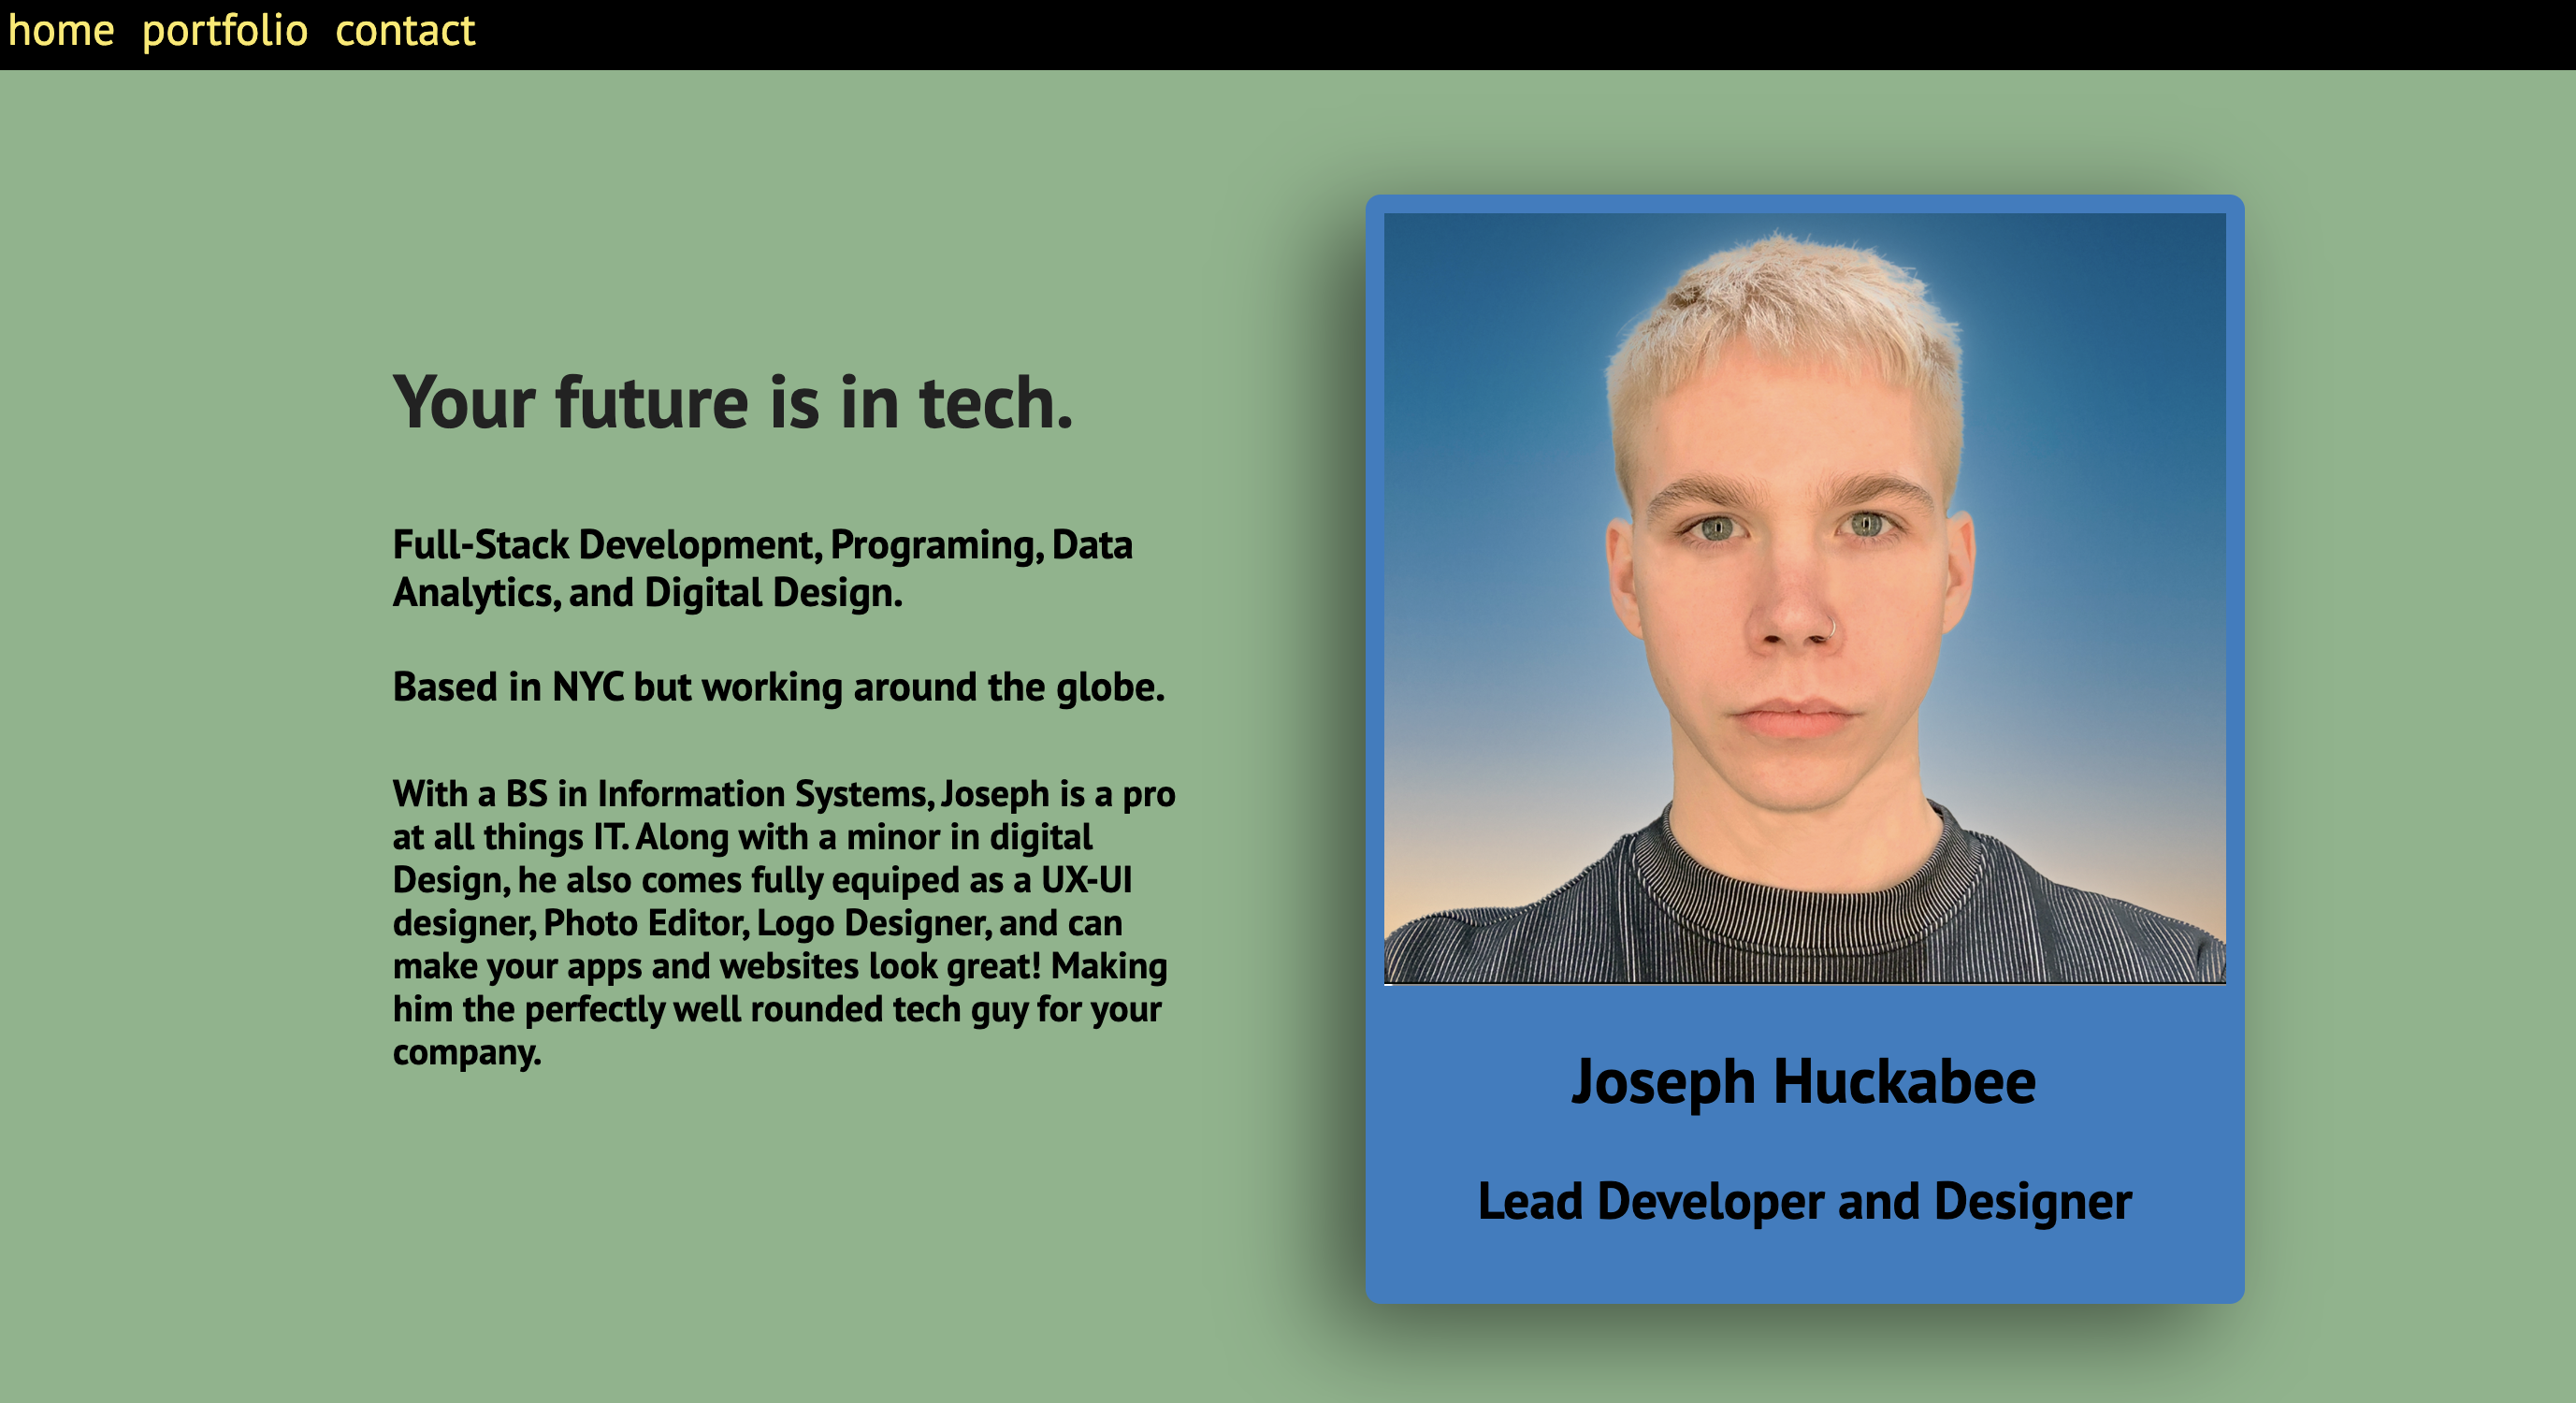 home portfolio contact
Your future is in tech.
Full-Stack Development, Programing, Data
Analytics, and Digital Design.
Based in NYC but working around the globe.
With a BS in Information Systems, Joseph is a pro
at all things IT. Along with a minor in digital
Design, he also comes fully equiped as a UX-UI
designer, Photo Editor, Logo Designer, and can
make your apps and websites look great! Making
him the perfectly well rounded tech guy for your
company.
Joseph Huckabee
Lead Developer and Designer